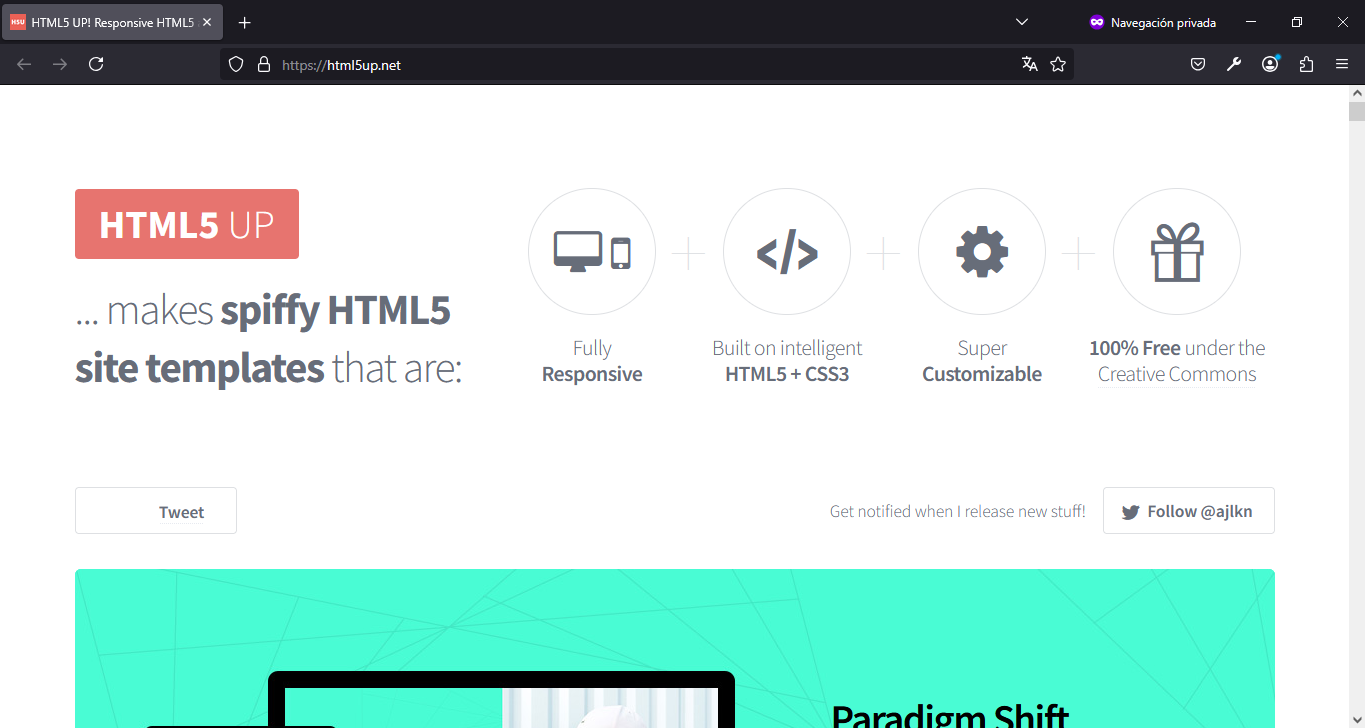 HSU
HTML5 UP! Responsive HTML5
Navegación privada
https://html5up.net
HTML5 UP
... makes spiffy HTML5
site templates that are:
Fully
Responsive
Built on intelligent
HTML5 + CSS3
Super
Customizable
100% Free under the
Creative Commons
Tweet
Get notified when I release new stuff!
Follow @ajlkn
Paradigm Shift